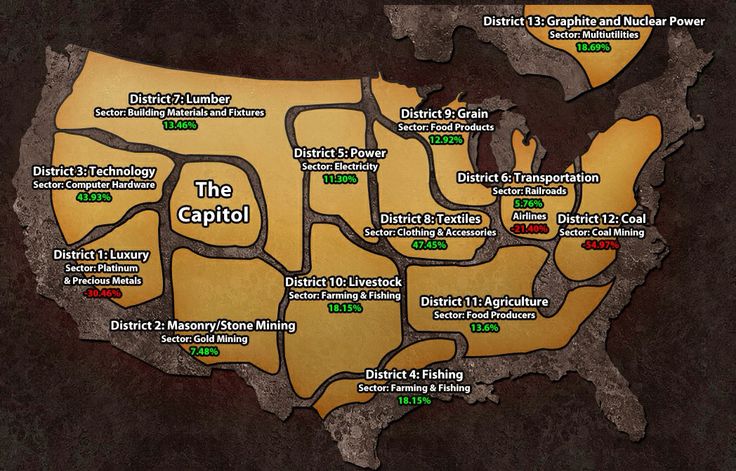 District 13: Graphite and Nuclear Power
Sector: Multiutilities
18.69%
District 7: Lumber
Sector: Building Materials and Fixtures
13.46%
District 9: Grain
Sector: Food Products
12.92%
District 5: Power
Sector: Electricity
11.30%
District 3: Technology
Sector: Computer Hardware
43.93%
The
Capitol
District 6: Transportation
Sector: Railroads
5.76%
Airlines
-21.40%
District 8: Textiles
Sector: Clothing & Accessories
47.45%
District 12: Coal
Sector: Coal Mining
-54.97%
District 1: Luxury
Sector: Platinum
& Precious Metals
-30.46%
District 10: Livestock
Sector: Farming & Fishing
18.15%
District 11: Agriculture
Sector: Food Producers
13.6%
District 2: Masonry/Stone Mining
Sector: Gold Mining
7.48%
District 4: Fishing
Sector: Farming & Fishing
18.15%